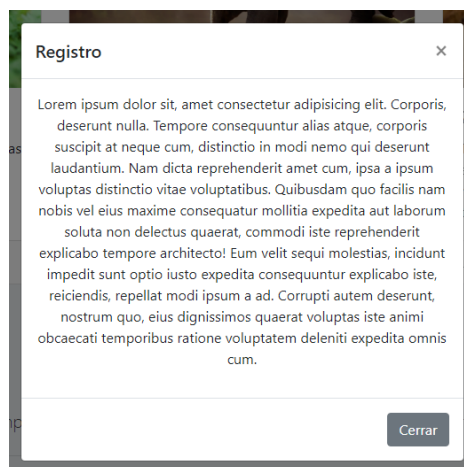 Registro ×
Lorem ipsum dolor sit, amet consectetur adipisicing elit. Corporis,
deserunt nulla. Tempore consequuntur alias atque, corporis
suscipit at neque cum, distinctio in modi nemo qui deserunt
laudantium. Nam dicta reprehenderit amet cum, ipsa a ipsum
voluptas distinctio vitae voluptatibus. Quibusdam quo facilis nam
nobis vel eius maxime consequatur mollitia expedita aut laborum
soluta non delectus quaerat, commodi iste reprehenderit
explicabo tempore architecto! Eum velit sequi molestias, incidunt
impedit sunt optio iusto expedita consequuntur explicabo iste,
reiciendis, repellat modi ipsum a ad. Corrupti autem deserunt,
nostrum quo, eius dignissimos quaerat voluptas iste animi
obcaecati temporibus ratione voluptatem deleniti expedita omnis
cum.
Cerrar